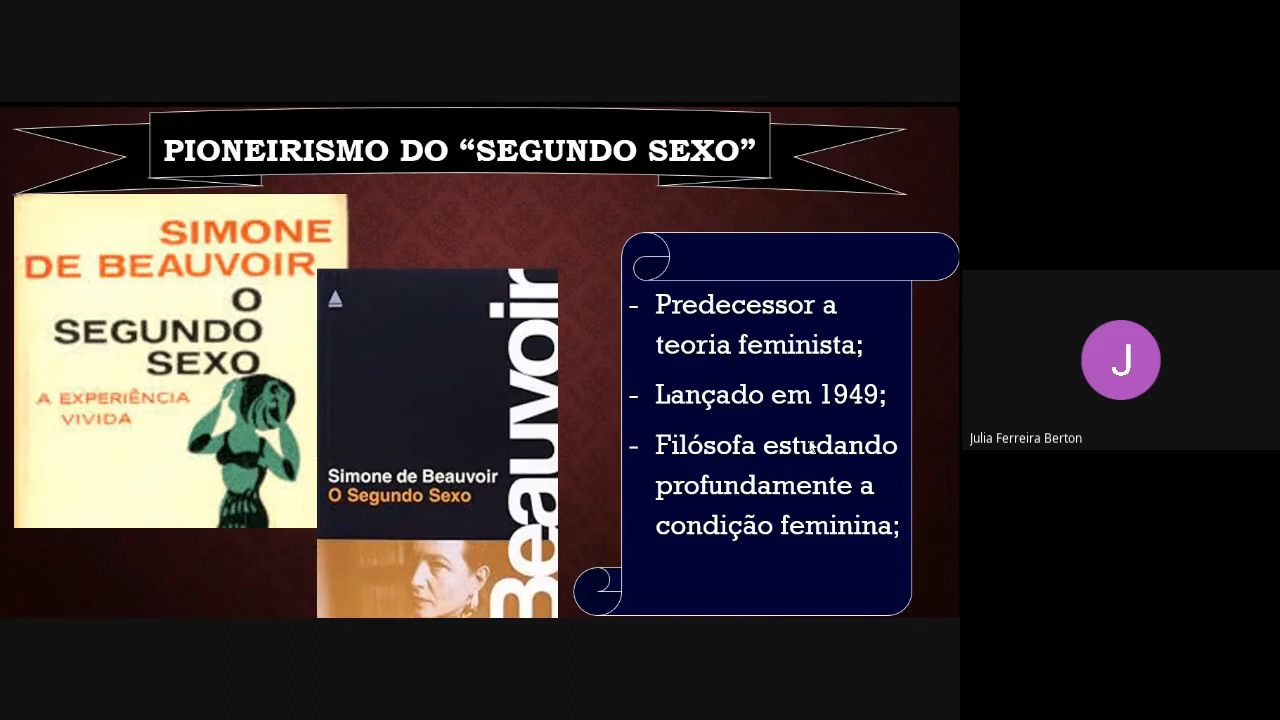 PIONEIRISMO DO “SEGUNDO SEXO”
SIMONE
DE BEAUVOIR
O
SEGUNDO
SEXO
A EXPERIÊNCIA
VIVIDA
Beauvoir
Simone de Beauvoir
O Segundo Sexo
- Predecessor a
teoria feminista;
- Lançado em 1949;
- Filósofa estudando
profundamente a
condição feminina;
J
Julia Ferreira Berton